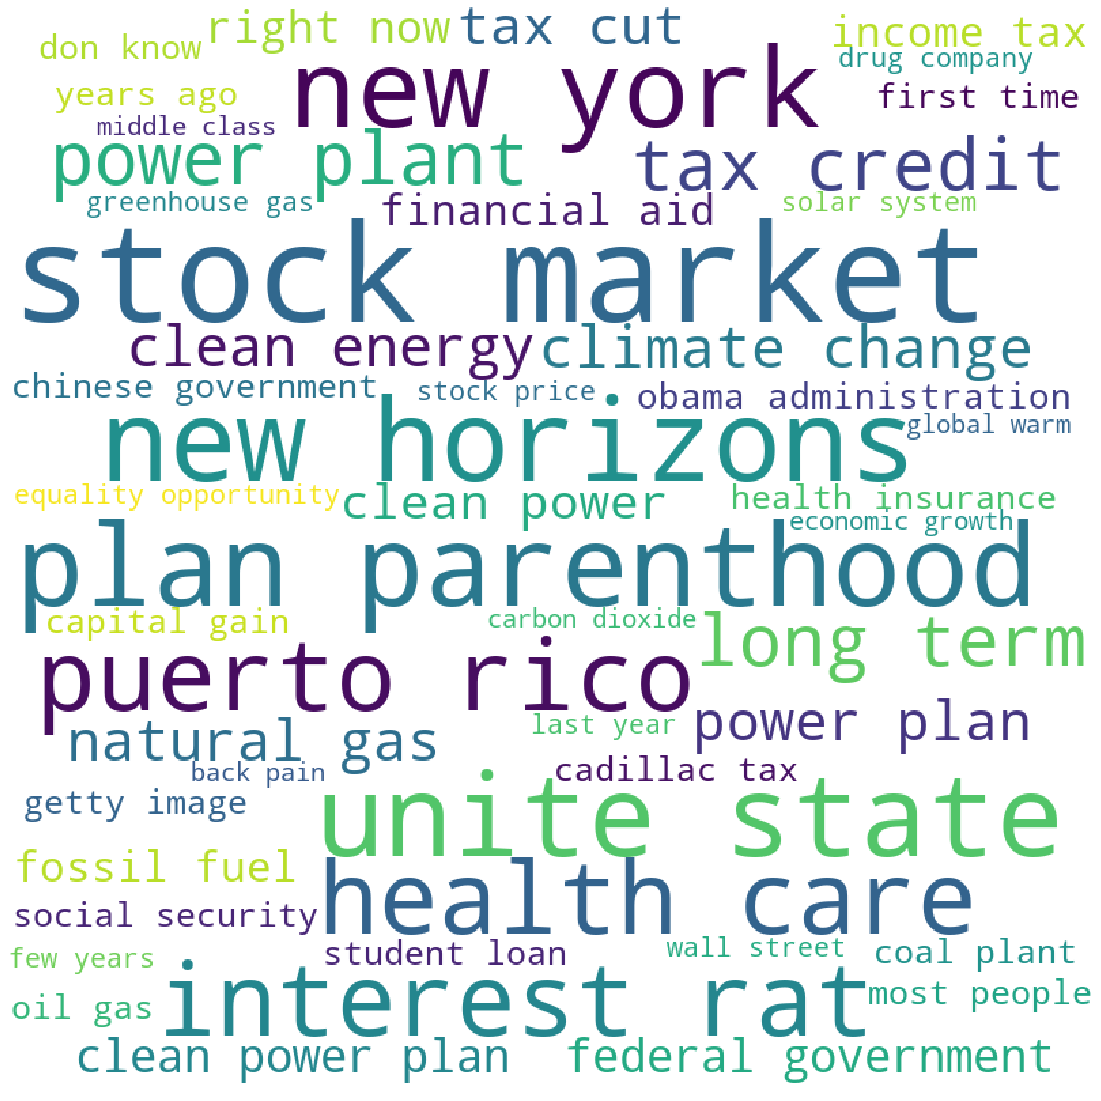 right now tax cut income tax
don know
drug company
new york
years ago first time
middle class
power plant tax credit
greenhouse gas financial aid solar system
stock market
clean energy climate change
chinese government stock price obama administration
new horizons global warm
equality opportunity clean power health insurance
economic growth
plan parenthood
capital gain carbon dioxide long term
puerto rico
last year power plan
natural gas
back pain cadillac tax
getty image unite state
fossil fuel
health care
social security
few years student loan wall street coal plant
oil gas interest rat most people
clean power plan federal government